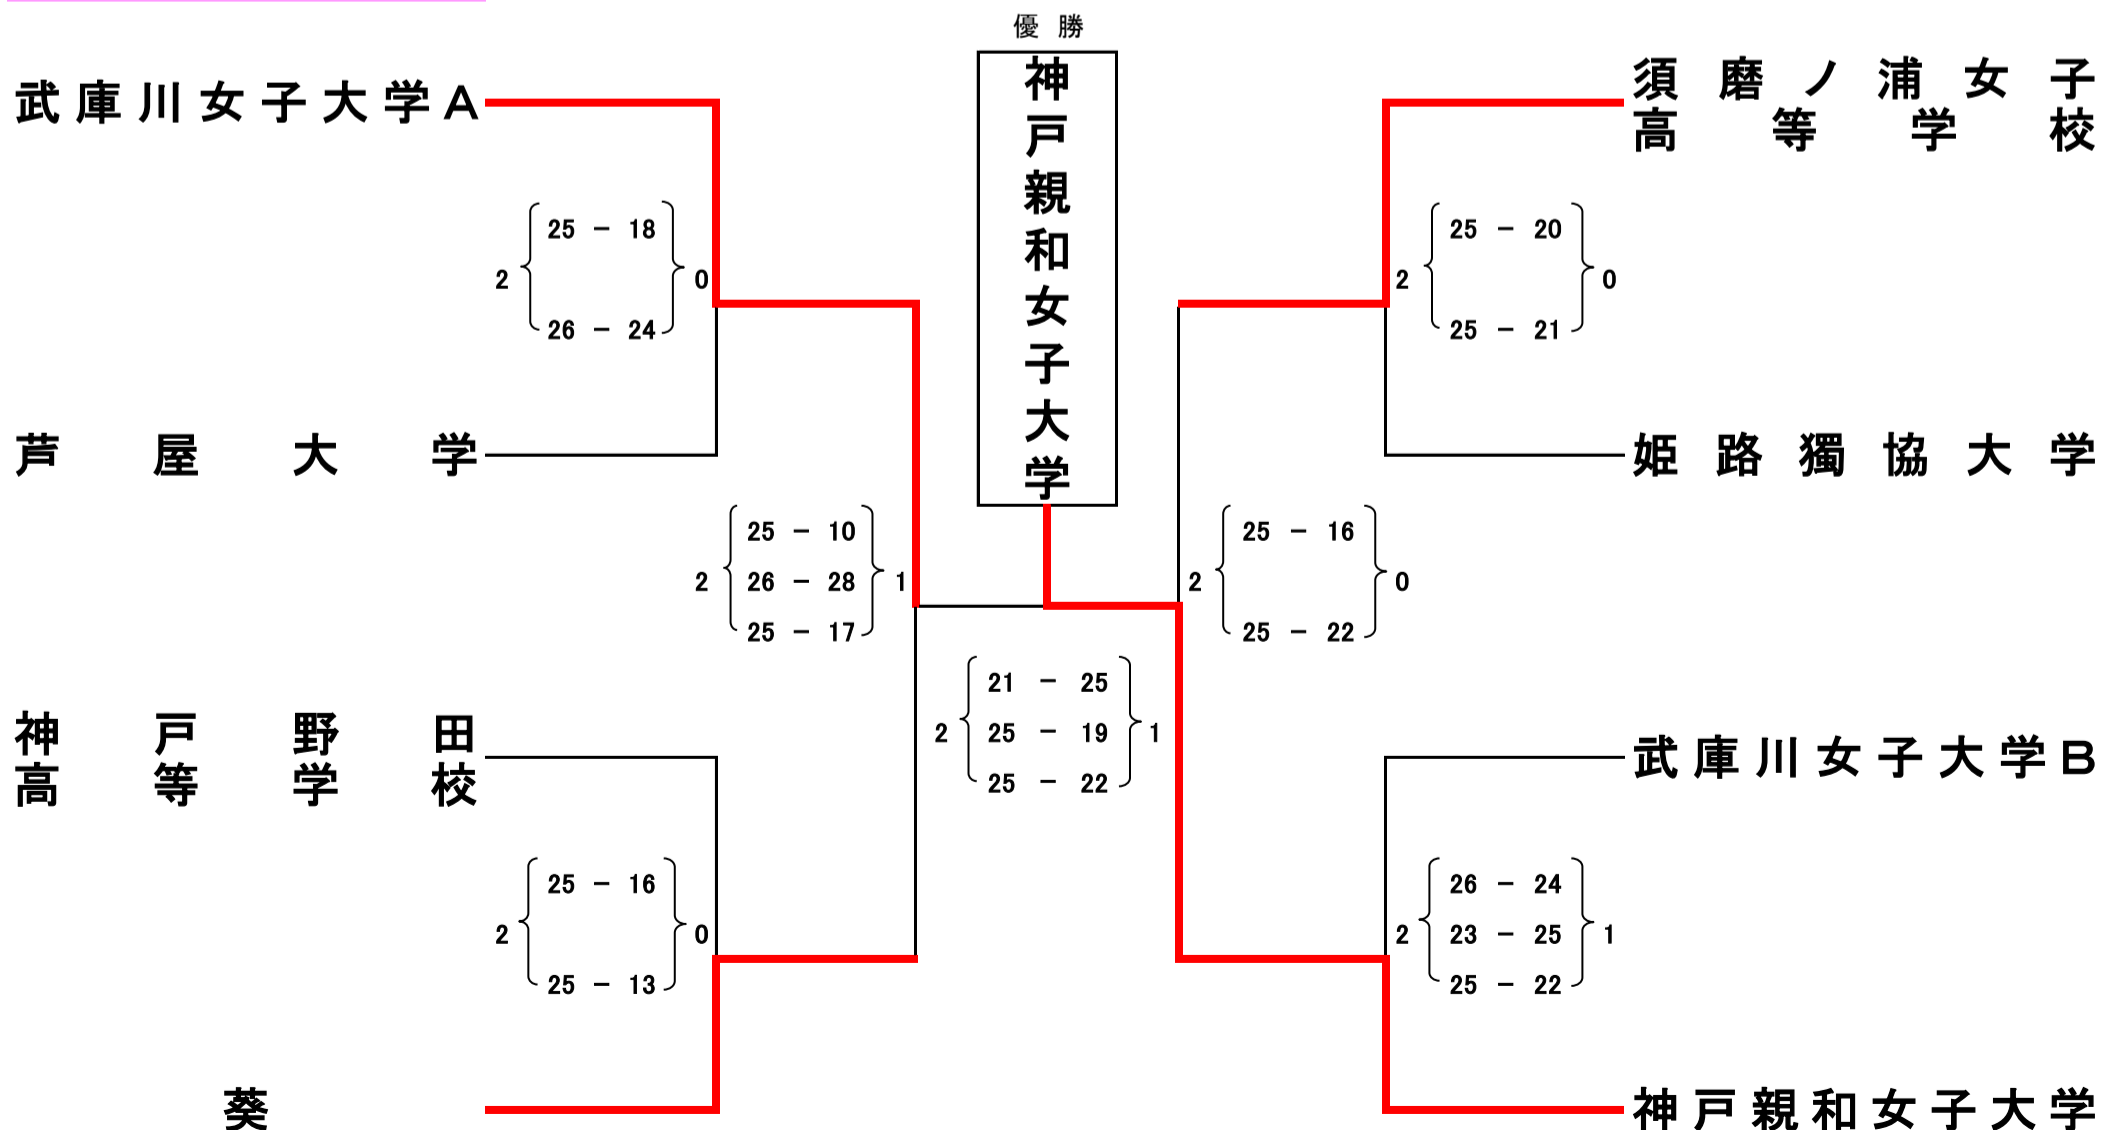 優 勝
神戸親和女子大学
武庫川女子大学A
25 － 18
2
0
26 － 24
芦屋大学
25 － 10
2
26 － 28
1
25 － 17
神戸野田
高等学校
25 － 16
2
0
25 － 13
葵
21 － 25
2
25 － 19
1
25 － 22
須磨ノ浦女子
高等学校
25 － 20
2
0
25 － 21
姫路獨協大学
25 － 16
2
0
25 － 22
武庫川女子大学B
26 － 24
2
23 － 25
1
25 － 22
神戸親和女子大学